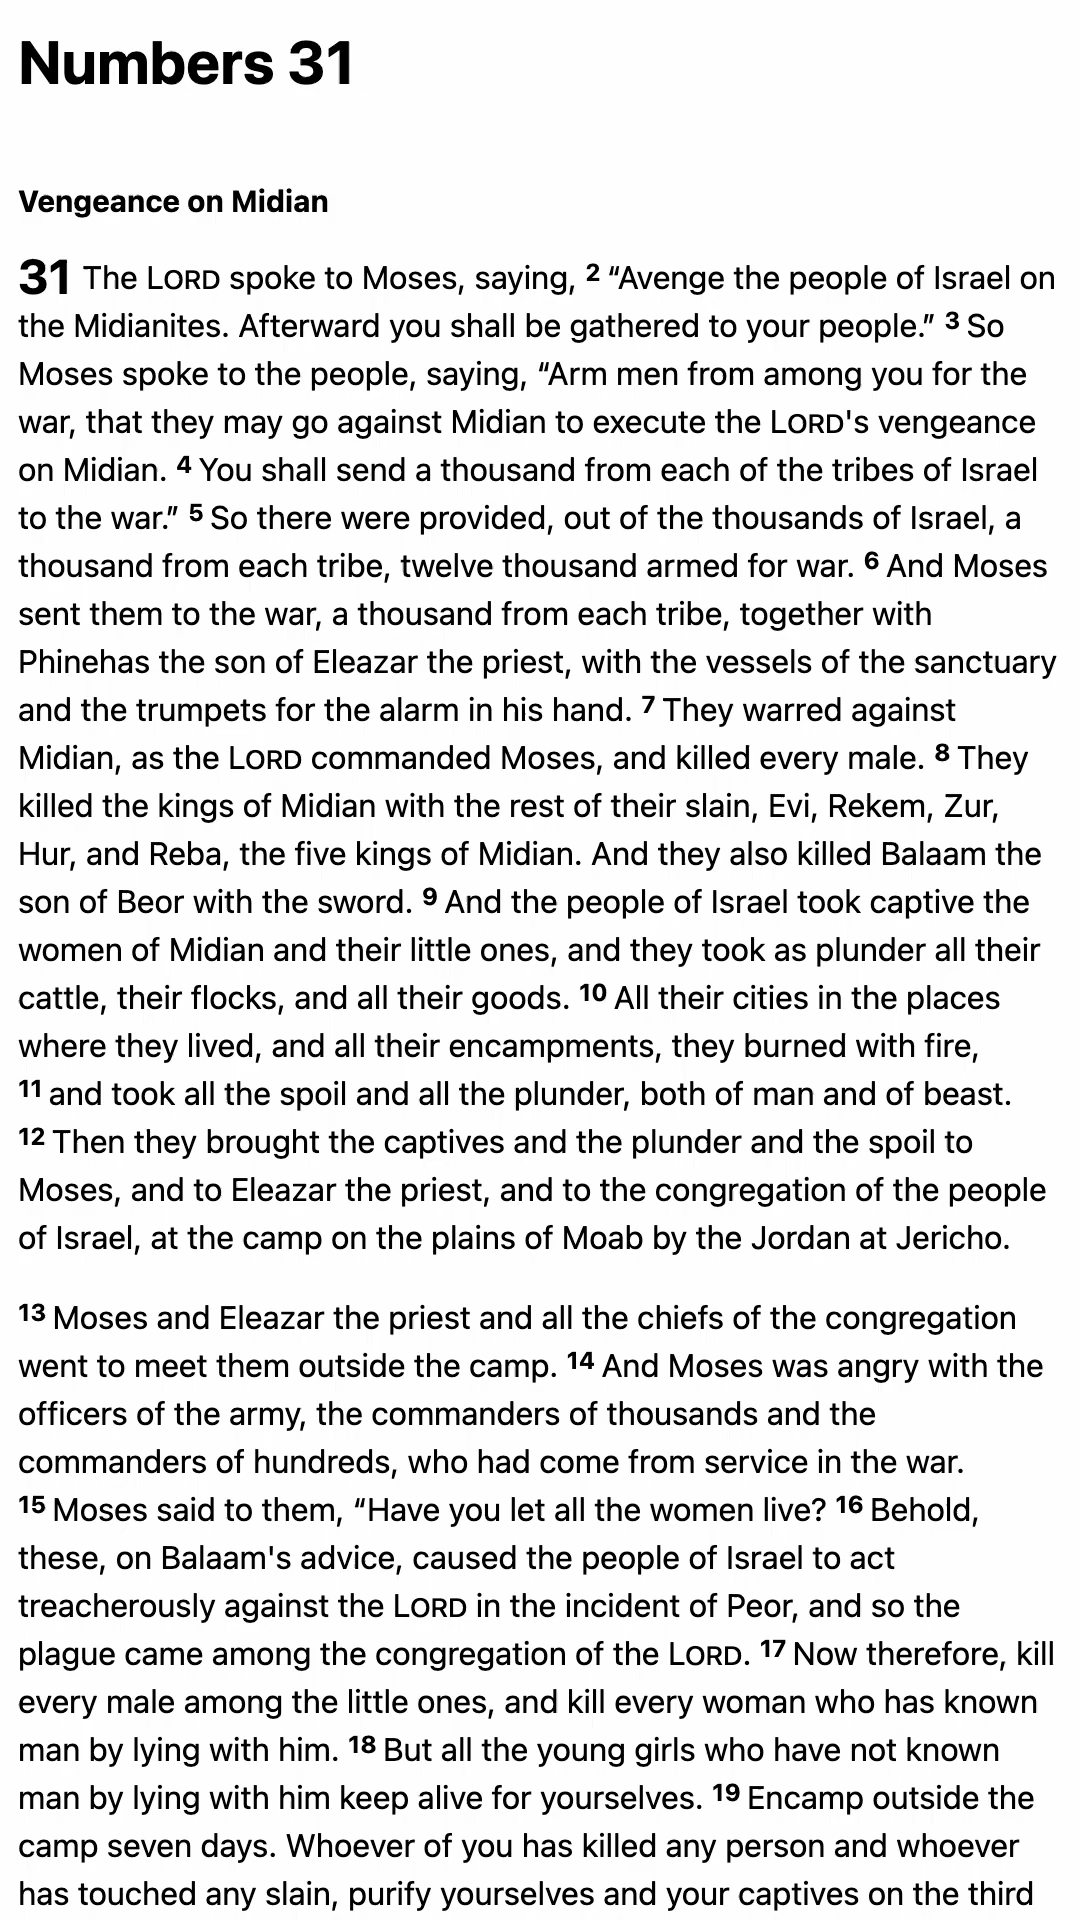 Numbers 31
Vengeance on Midian
31 The LORD spoke to Moses, saying, 2 “Avenge the people of Israel on
the Midianites. Afterward you shall be gathered to your people.” 3 So
Moses spoke to the people, saying, “Arm men from among you for the
war, that they may go against Midian to execute the LORD's vengeance
on Midian. 4 You shall send a thousand from each of the tribes of Israel
to the war.” 5 So there were provided, out of the thousands of Israel, a
thousand from each tribe, twelve thousand armed for war. 6 And Moses
sent them to the war, a thousand from each tribe, together with
Phinehas the son of Eleazar the priest, with the vessels of the sanctuary
and the trumpets for the alarm in his hand. 7 They warred against
Midian, as the LORD commanded Moses, and killed every male. 8 They
killed the kings of Midian with the rest of their slain, Evi, Rekem, Zur,
Hur, and Reba, the five kings of Midian. And they also killed Balaam the
son of Beor with the sword. 9 And the people of Israel took captive the
women of Midian and their little ones, and they took as plunder all their
cattle, their flocks, and all their goods. 10 All their cities in the places
where they lived, and all their encampments, they burned with fire,
11 and took all the spoil and all the plunder, both of man and of beast.
12 Then they brought the captives and the plunder and the spoil to
Moses, and to Eleazar the priest, and to the congregation of the people
of Israel, at the camp on the plains of Moab by the Jordan at Jericho.
13 Moses and Eleazar the priest and all the chiefs of the congregation
went to meet them outside the camp. 14 And Moses was angry with the
officers of the army, the commanders of thousands and the
commanders of hundreds, who had come from service in the war.
15 Moses said to them, “Have you let all the women live? 16 Behold,
these, on Balaam's advice, caused the people of Israel to act
treacherously against the LORD in the incident of Peor, and so the
plague came among the congregation of the LORD. 17 Now therefore, kill
every male among the little ones, and kill every woman who has known
man by lying with him. 18 But all the young girls who have not known
man by lying with him keep alive for yourselves. 19 Encamp outside the
camp seven days. Whoever of you has killed any person and whoever
has touched any slain, purify yourselves and your captives on the third